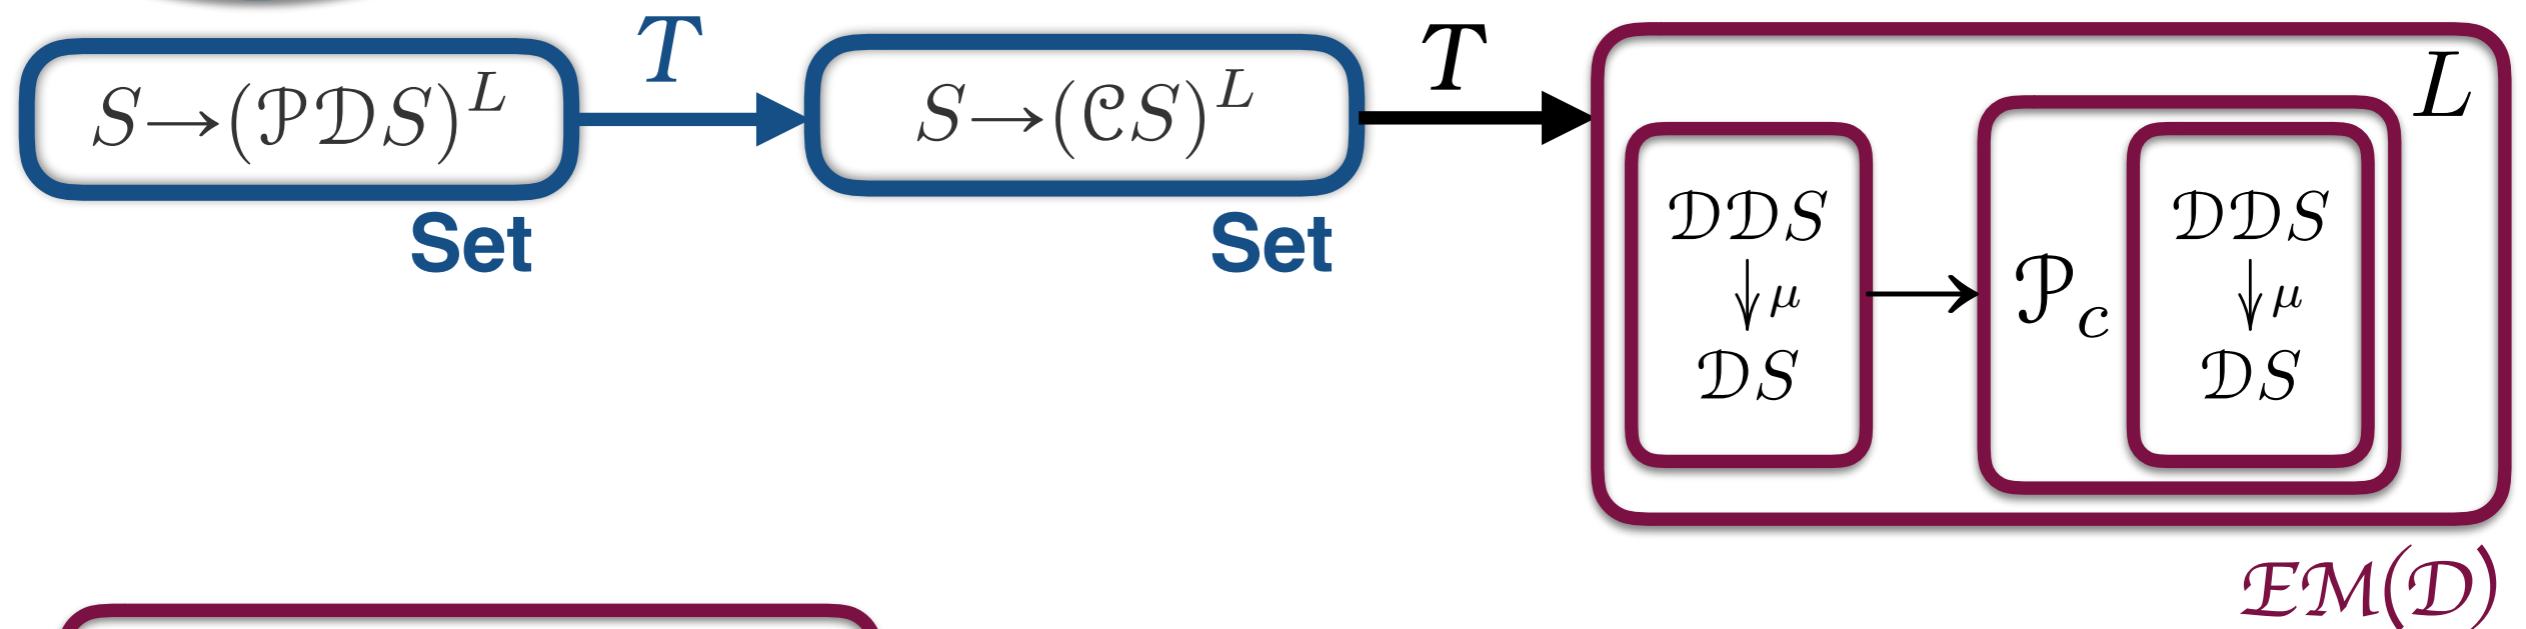 T T
S→(𝒫𝒟S)^L S→(𝒞S)^L L
Set Set
𝒟𝒟S 𝒟𝒟S
↓μ → 𝒫_c ↓μ
𝒟S 𝒟S
ℰℳ(𝒟)